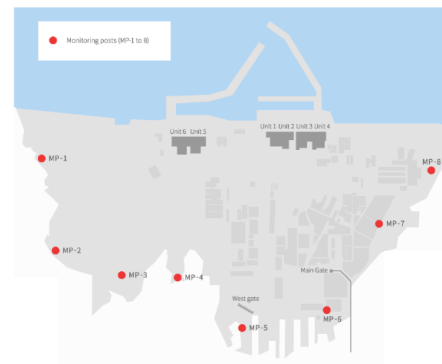 Monitoring posts (MP-1 to 8)
Unit 6 Unit 5
Unit 1 Unit 2 Unit 3 Unit 4
MP-1
MP-8
MP-7
MP-2
MP-3
MP-4
Main Gate
West gate
MP-6
MP-5